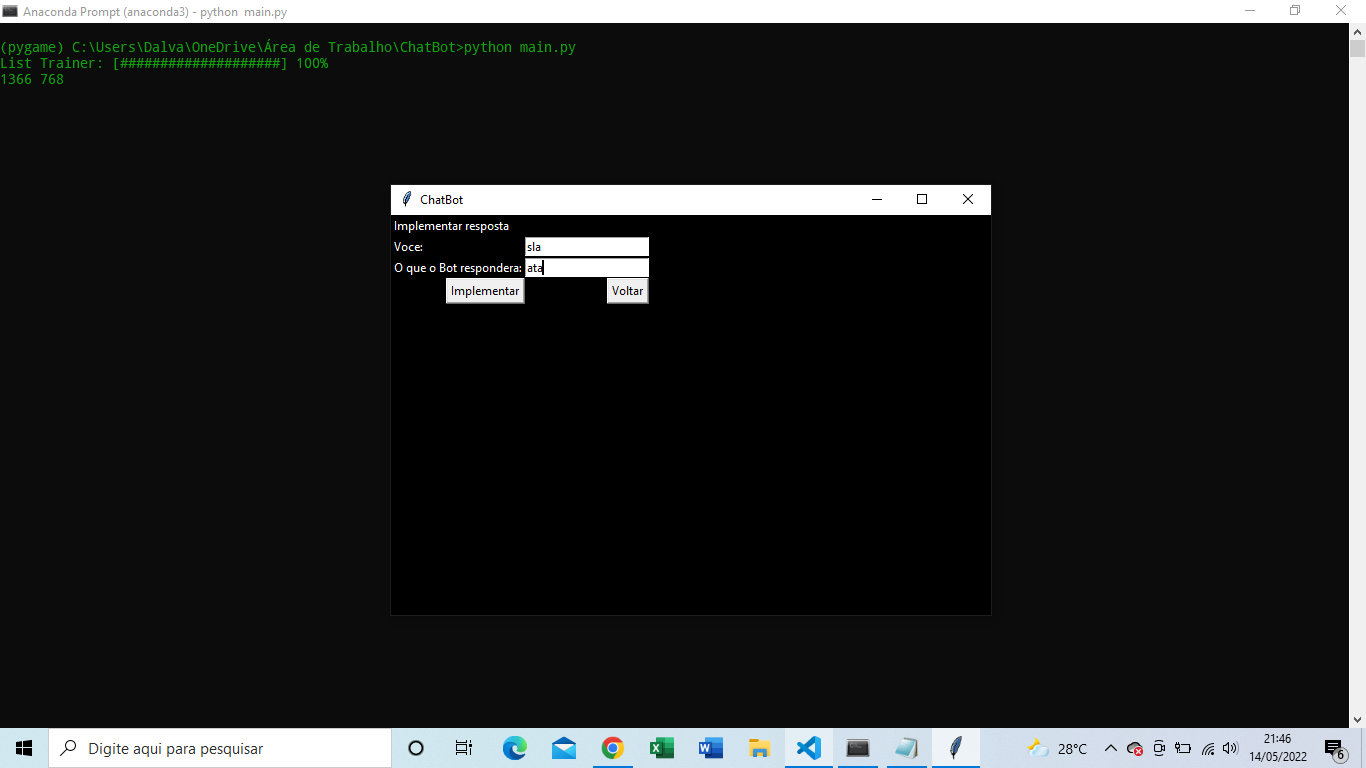 Anaconda Prompt (anaconda3) - python  main.py
(pygame) C:\Users\Dalva\OneDrive\Área de Trabalho\ChatBot>python main.py
List Trainer: [####################] 100%
1366 768
ChatBot
Implementar resposta
Voce: sla
O que o Bot respondera: ata
Implementar Voltar
Digite aqui para pesquisar
28°C
21:46
14/05/2022
6